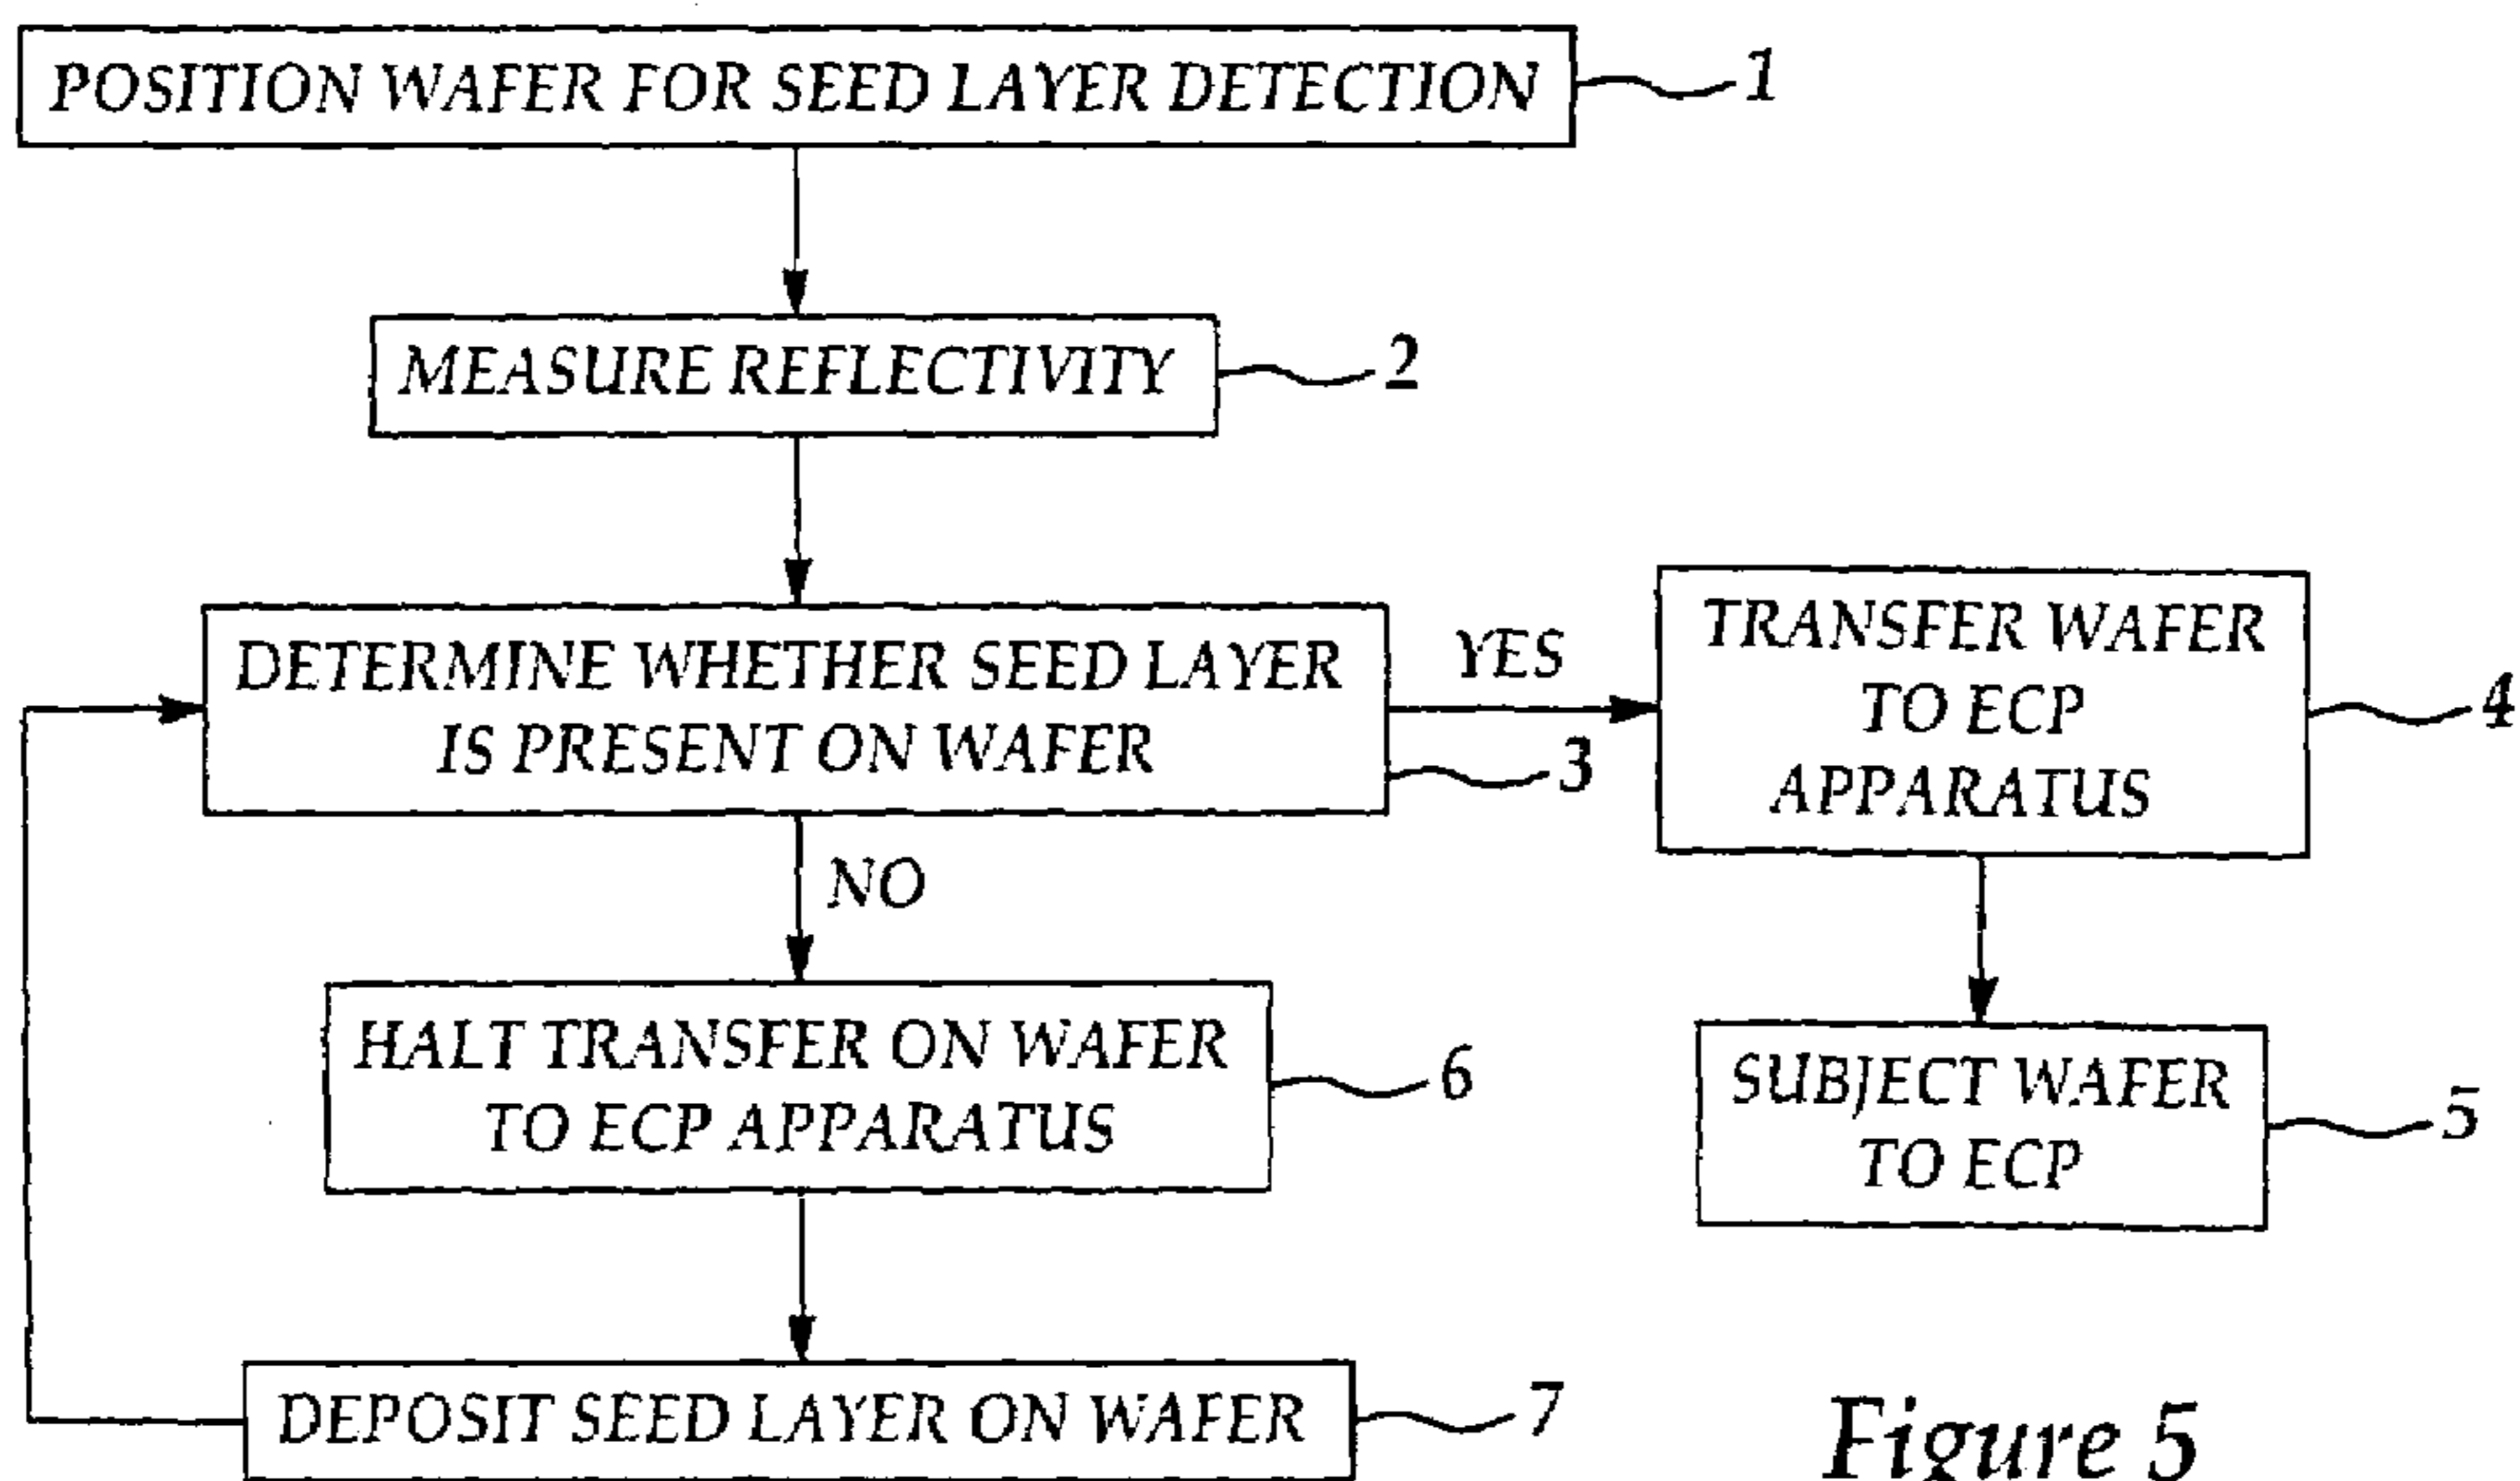 POSITION WAFER FOR SEED LAYER DETECTION
1
MEASURE REFLECTIVITY
2
DETERMINE WHETHER SEED LAYER
IS PRESENT ON WAFER
3
YES
TRANSFER WAFER
TO ECP
APPARATUS
4
NO
HALT TRANSFER ON WAFER
TO ECP APPARATUS
6
SUBJECT WAFER
TO ECP
5
DEPOSIT SEED LAYER ON WAFER
7
Figure 5